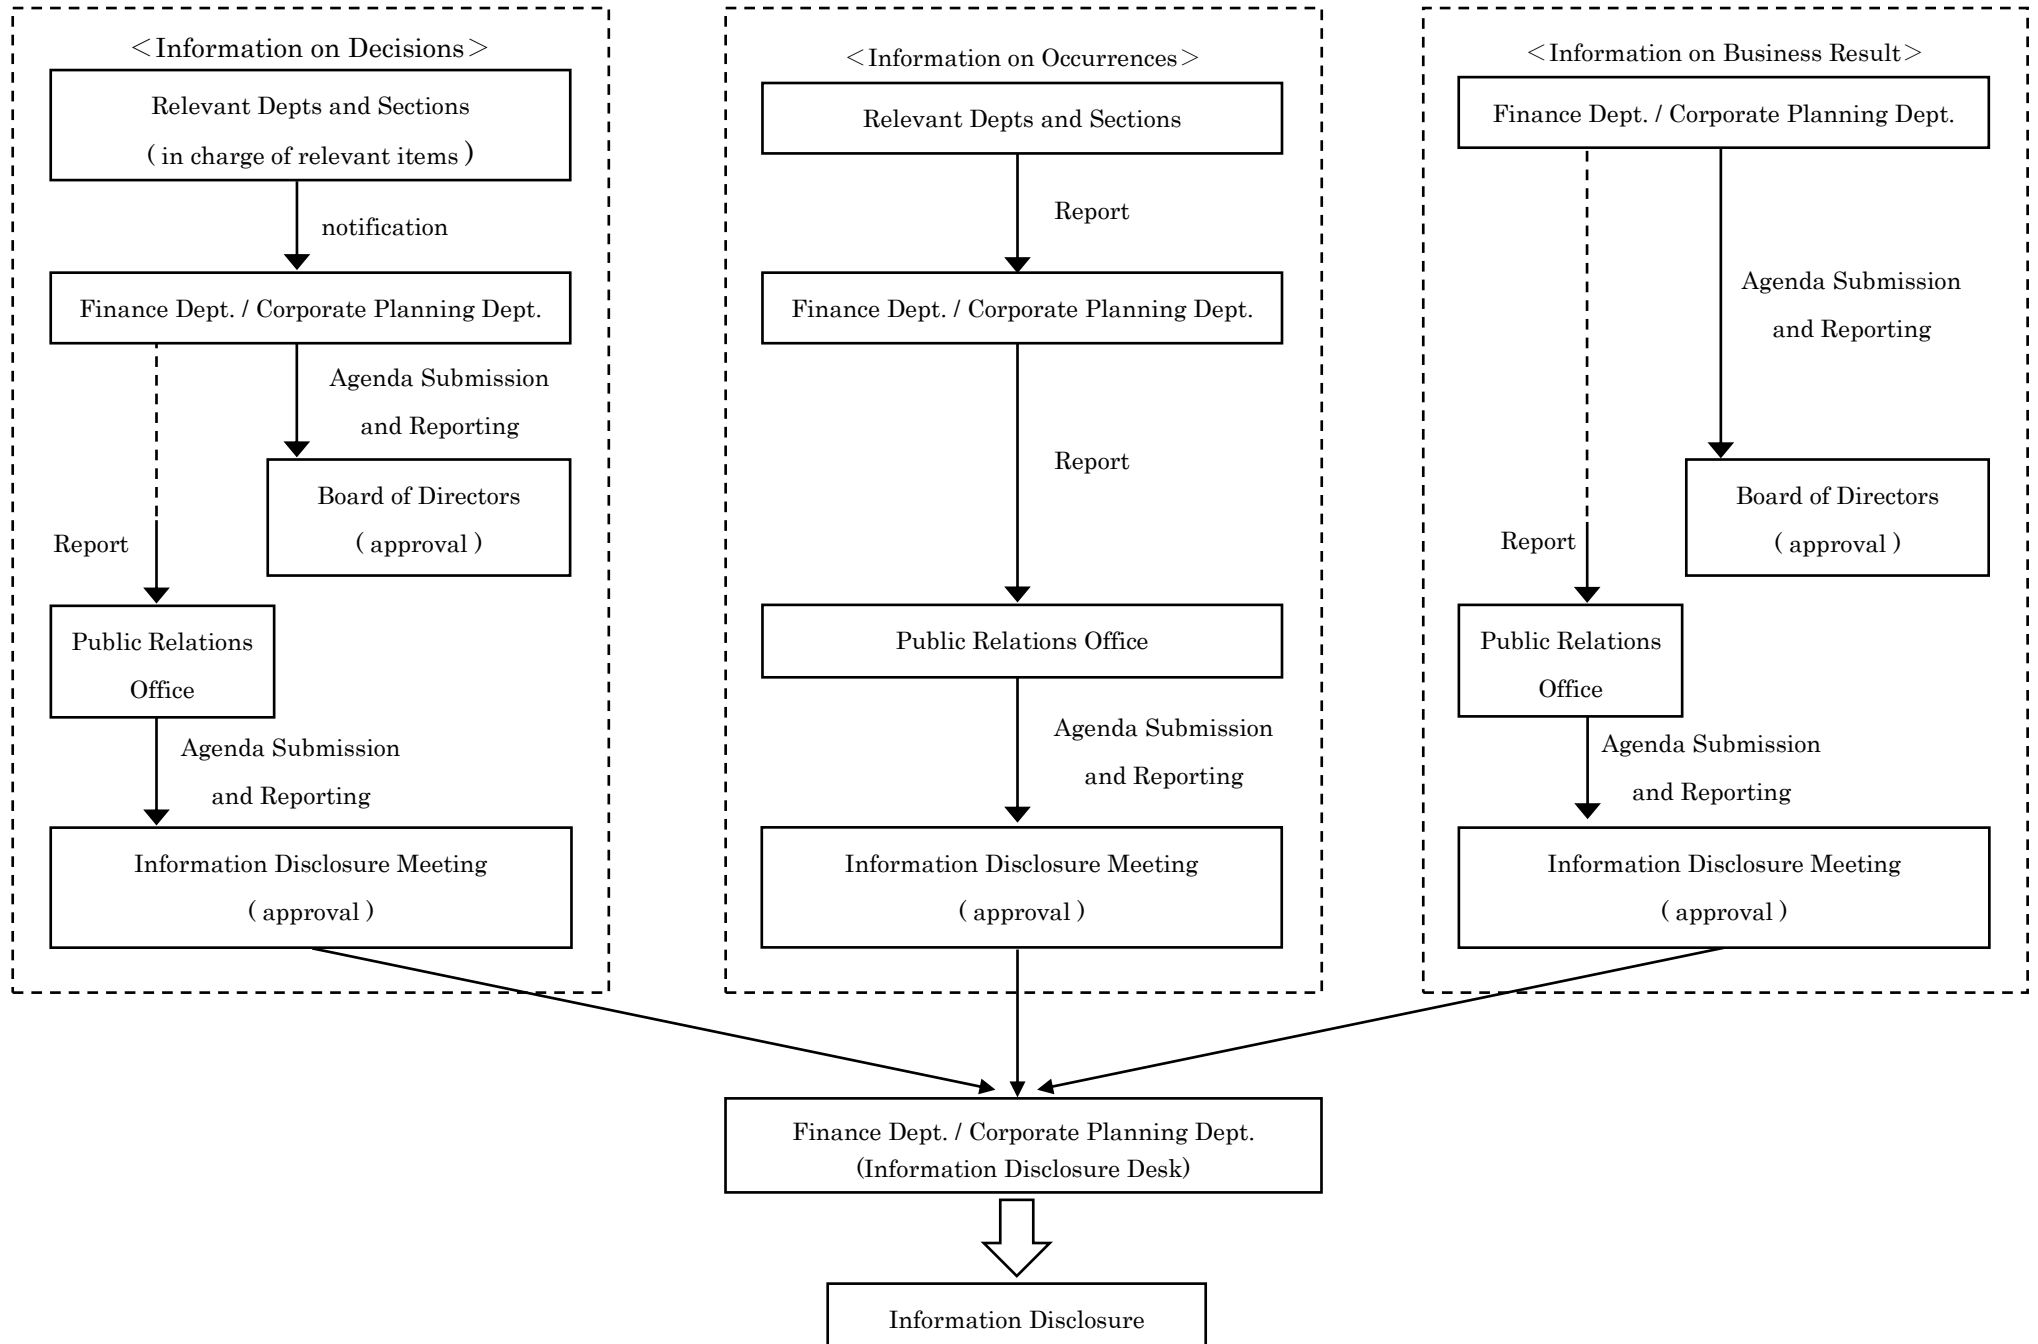 ＜Information on Decisions＞
Relevant Depts and Sections
( in charge of relevant items )
notification
Finance Dept. / Corporate Planning Dept.
Agenda Submission
and Reporting
Board of Directors
( approval )
Report
Public Relations
Office
Agenda Submission
and Reporting
Information Disclosure Meeting
( approval )
＜Information on Occurrences＞
Relevant Depts and Sections
Report
Finance Dept. / Corporate Planning Dept.
Report
Public Relations Office
Agenda Submission
and Reporting
Information Disclosure Meeting
( approval )
＜Information on Business Result＞
Finance Dept. / Corporate Planning Dept.
Agenda Submission
and Reporting
Board of Directors
( approval )
Report
Public Relations
Office
Agenda Submission
and Reporting
Information Disclosure Meeting
( approval )
Finance Dept. / Corporate Planning Dept.
(Information Disclosure Desk)
Information Disclosure